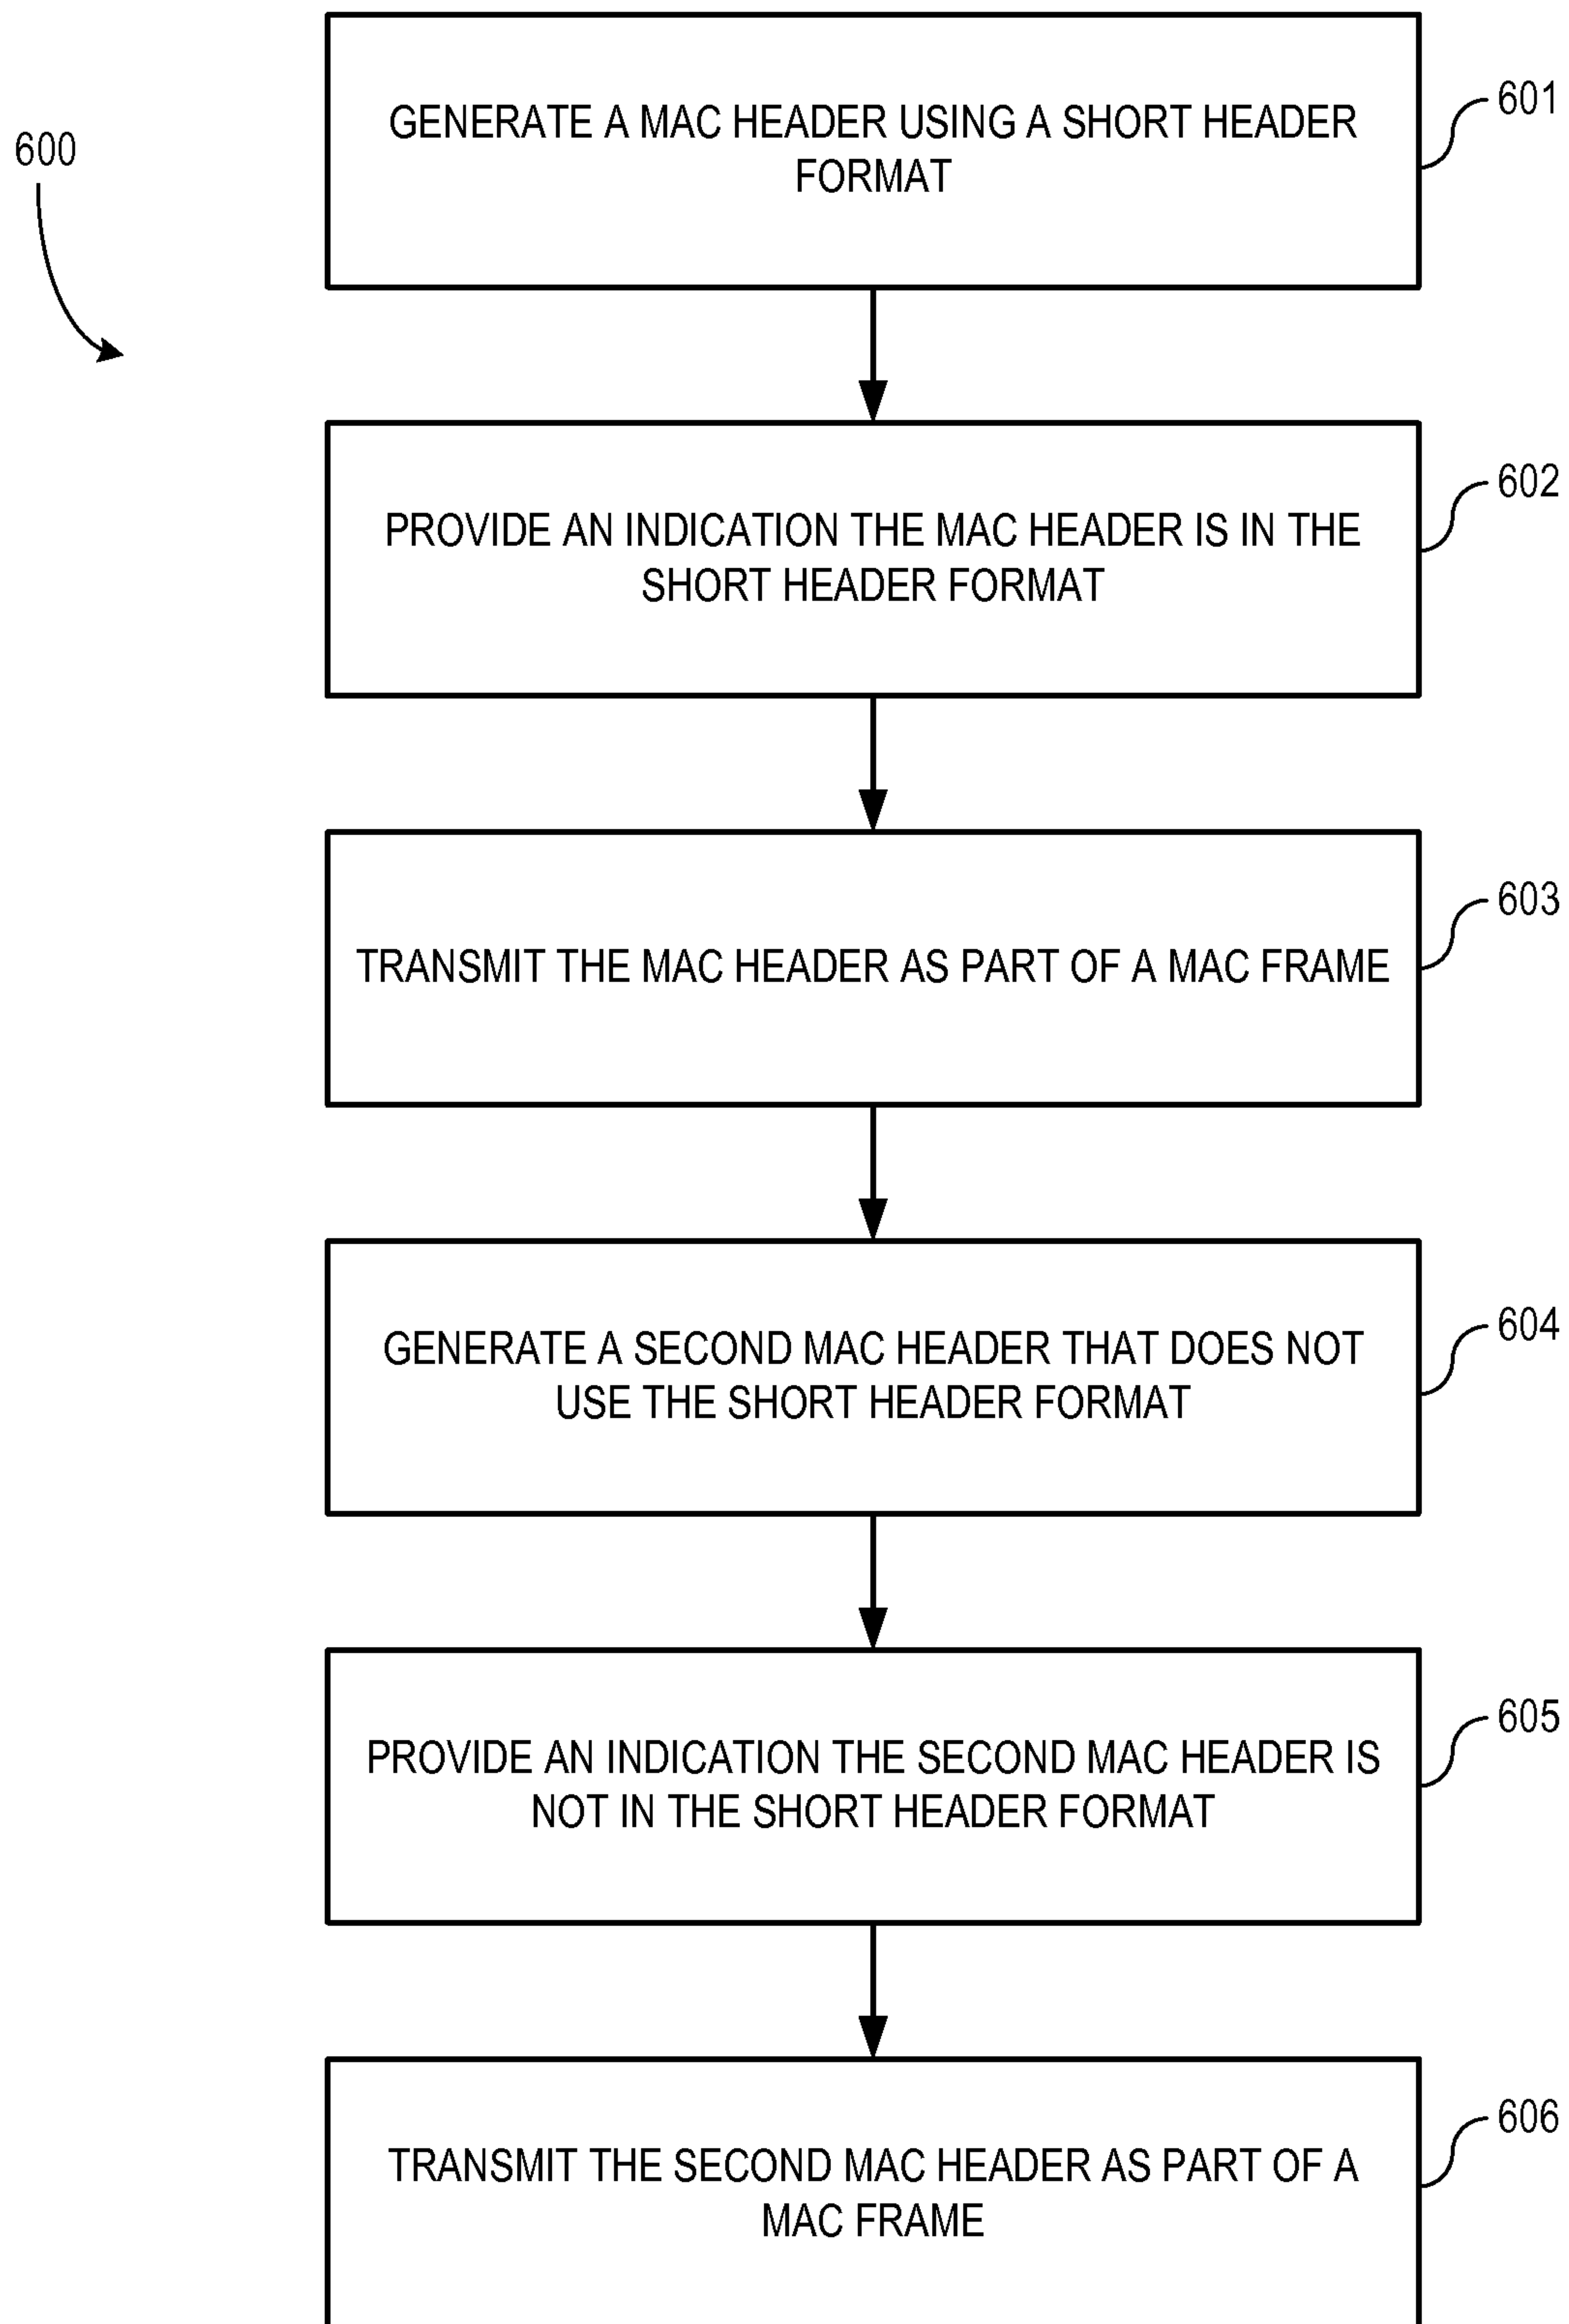 600
GENERATE A MAC HEADER USING A SHORT HEADER
FORMAT
601
PROVIDE AN INDICATION THE MAC HEADER IS IN THE
SHORT HEADER FORMAT
602
TRANSMIT THE MAC HEADER AS PART OF A MAC FRAME
603
GENERATE A SECOND MAC HEADER THAT DOES NOT
USE THE SHORT HEADER FORMAT
604
PROVIDE AN INDICATION THE SECOND MAC HEADER IS
NOT IN THE SHORT HEADER FORMAT
605
TRANSMIT THE SECOND MAC HEADER AS PART OF A
MAC FRAME
606